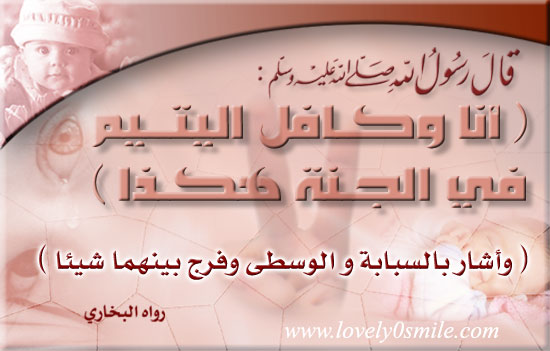 قال رسول الله صلى الله عليه وسلم :
( أنا وكافل اليتيم
في الجنة هكذا )
( وأشار بالسبابة و الوسطى وفرج بينهما شيئا )
رواه البخاري
www.lovely0smile.com